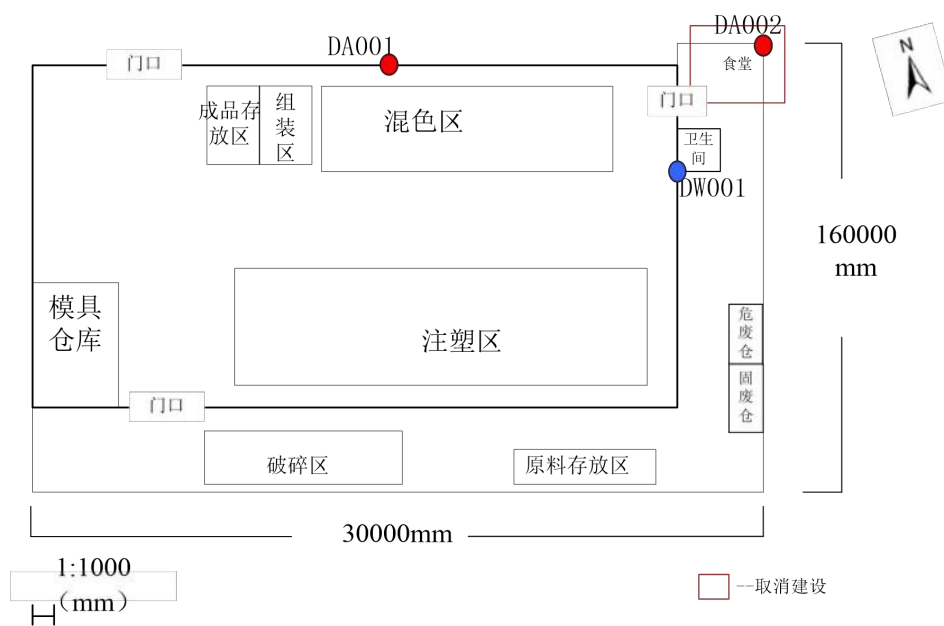 DA001
DA002
门口
食堂
N
成品存
放区
组
装
区
混色区
门口
卫生
间
DW001
160000
mm
模具
仓库
注塑区
危
废
仓
固
废
仓
门口
破碎区
原料存放区
30000mm
1:1000
（mm）
--取消建设